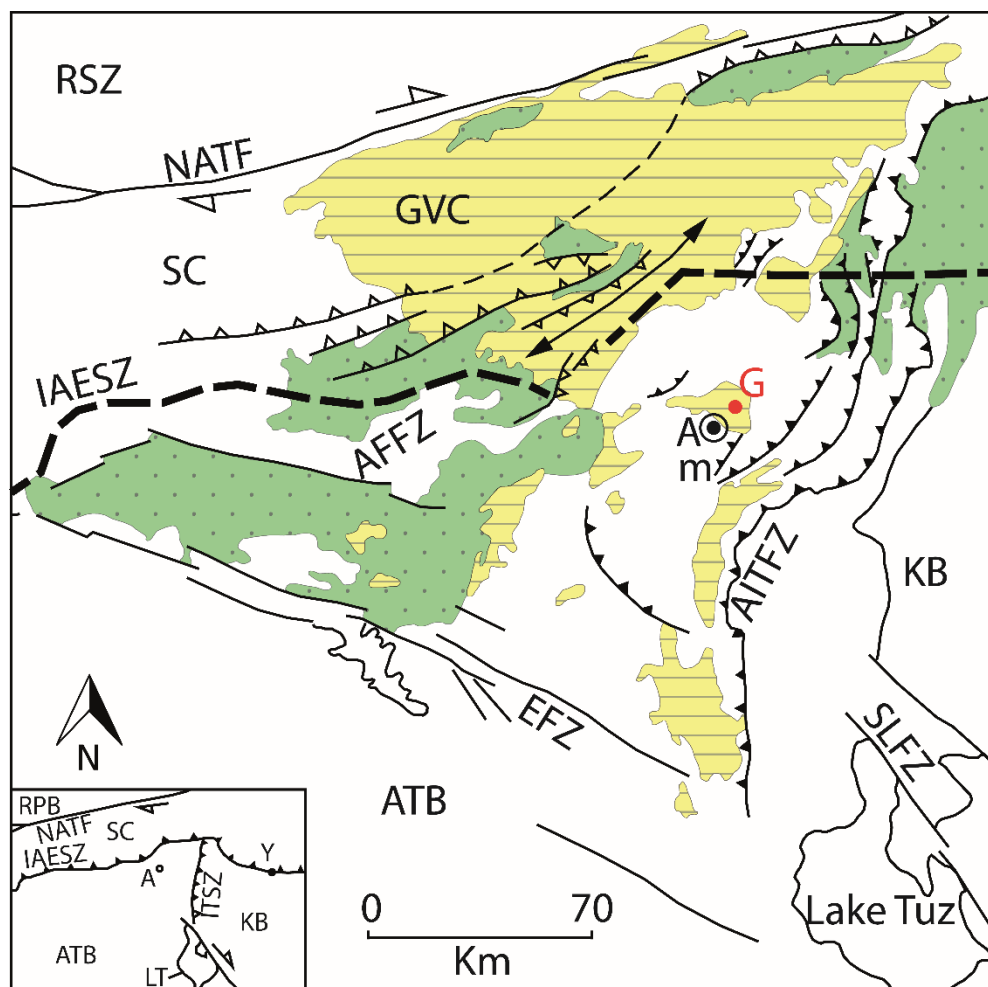 RSZ
NATF
GVC
SC
IAESZ
AFFZ
G
A
m
AITFZ
KB
EFZ
SLFZ
N
ATB
Lake Tuz
0 70
Km
RPB
NATF
SC
IAESZ
Y
A
ITSZ
KB
ATB
LT